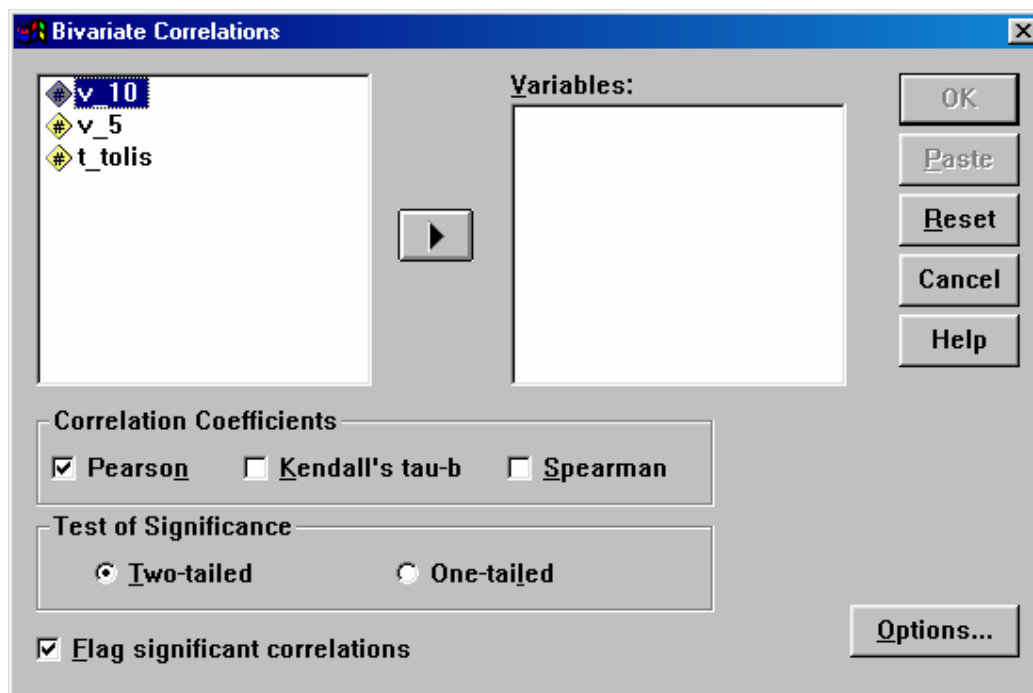 Bivariate Correlations
v_10
v_5
t_tolis
Variables:
OK
Paste
Reset
Cancel
Help
Correlation Coefficients
Pearson Kendall's tau-b Spearman
Test of Significance
Two-tailed One-tailed
Flag significant correlations
Options...